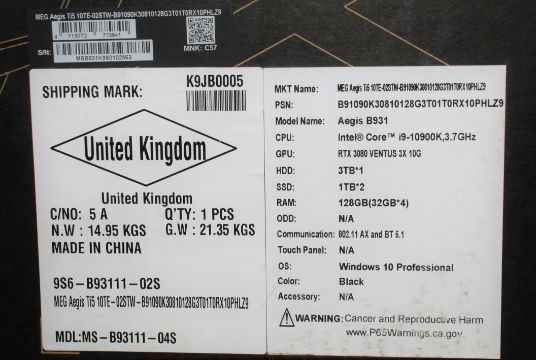 MEG Aegis Ti5 10TE-02STW-B91090K30810128G3T01T0RX10PHLZ9
4 719072 775841
S/N:
MSB931K9S0102563
MNK: C57
SHIPPING MARK:
K9JB0005
United Kingdom
United Kingdom
C/NO: 5 A Q'TY: 1 PCS
N.W : 14.95 KGS G.W : 21.35 KGS
MADE IN CHINA
9S6-B93111-02S
MEG Aegis Ti5 10TE-02STW-B91090K30810128G3T01T0RX10PHLZ9
MDL:MS-B93111-04S
MKT Name: MEG Aegis Ti5 10TE-02STW-B91090K30810128G3T01T0RX10PHLZ9
PSN: B91090K30810128G3T01T0RX10PHLZ9
Model Name: Aegis B931
CPU: Intel® Core™ i9-10900K,3.7GHz
GPU: RTX 3080 VENTUS 3X 10G
HDD: 3TB*1
SSD: 1TB*2
RAM: 128GB(32GB*4)
ODD: N/A
Communication: 802.11 AX and BT 5.1
Touch Panel: N/A
OS: Windows 10 Professional
Color: Black
Accessory: N/A
WARNING: Cancer and Reproductive Harm
www.P65Warnings.ca.gov.